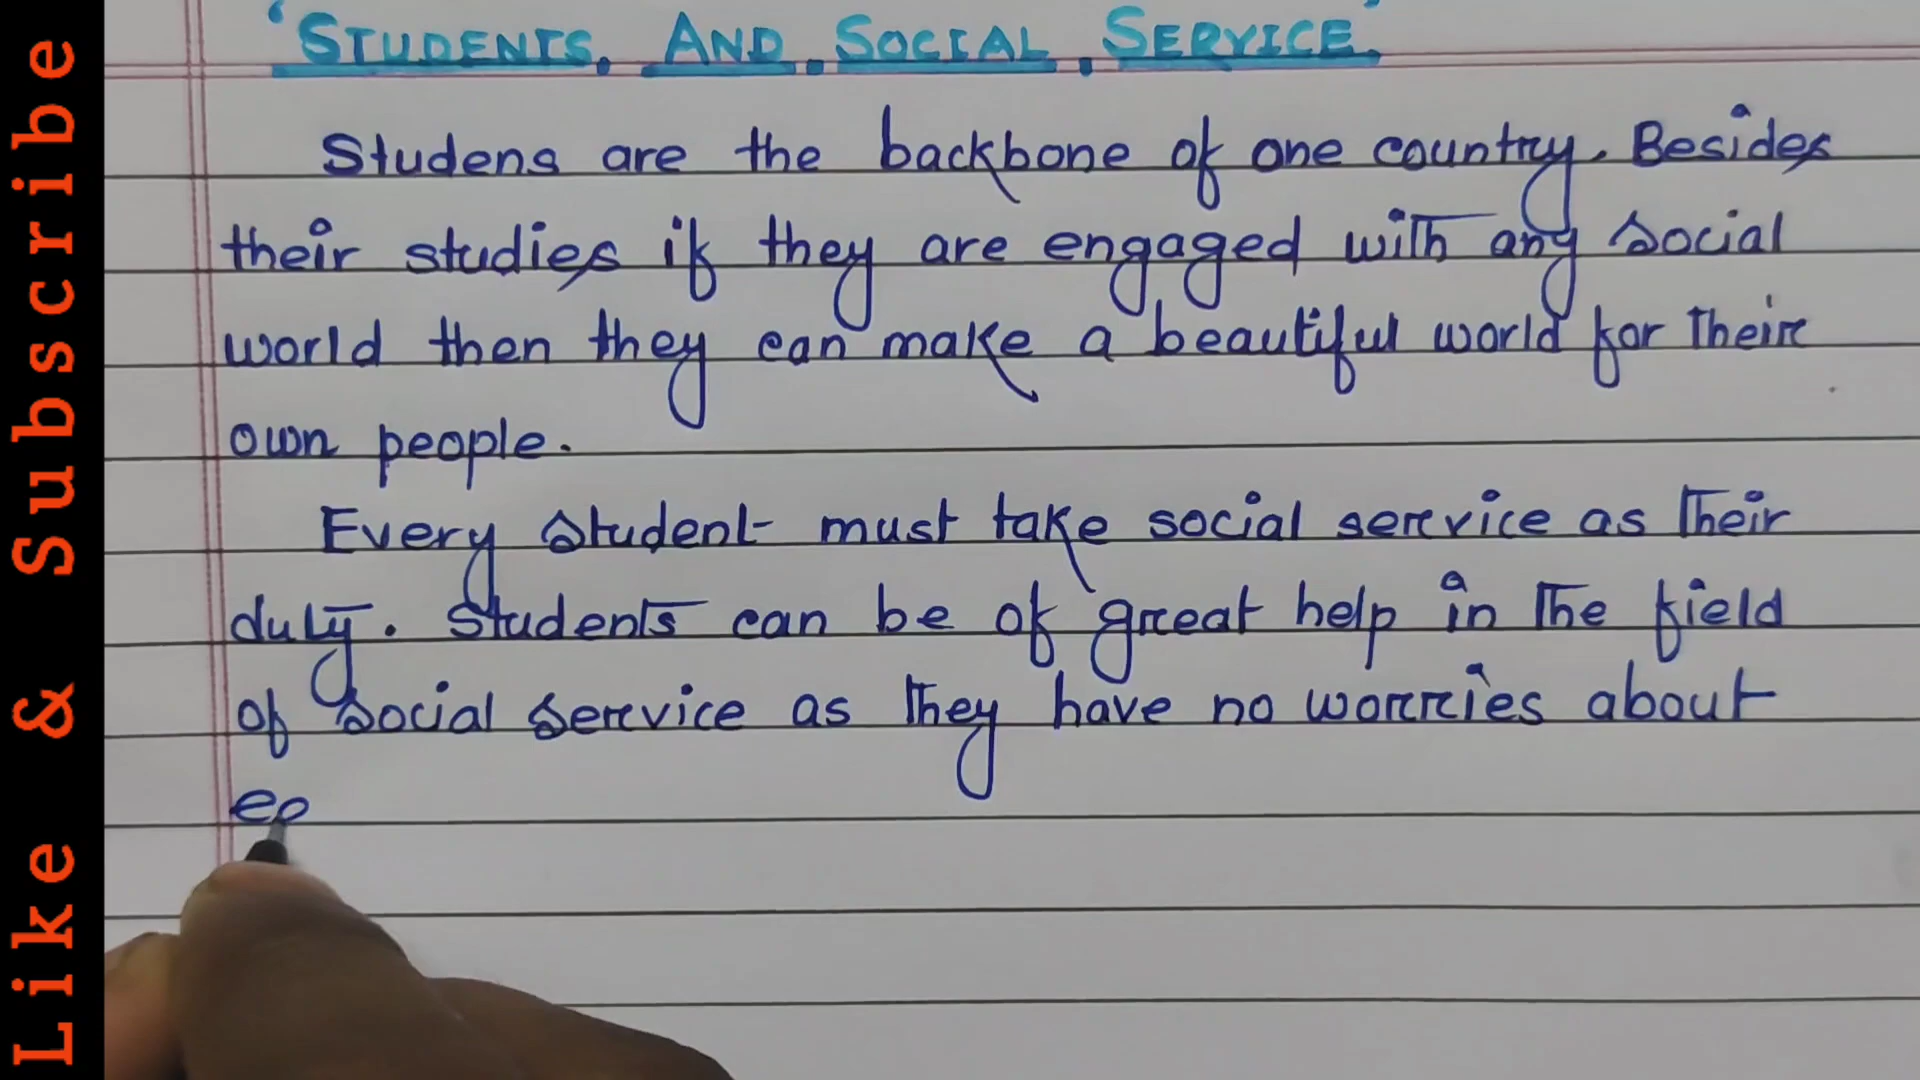 'STUDENTS AND SOCIAL SERVICE'
Studens are the backbone of one country. Besides
their studies if they are engaged with any social
world then they can make a beautiful world for their
own people.
Every student must take social service as their
duty. Students can be of great help in the field
of social service as they have no worries about
Like & Subscribe